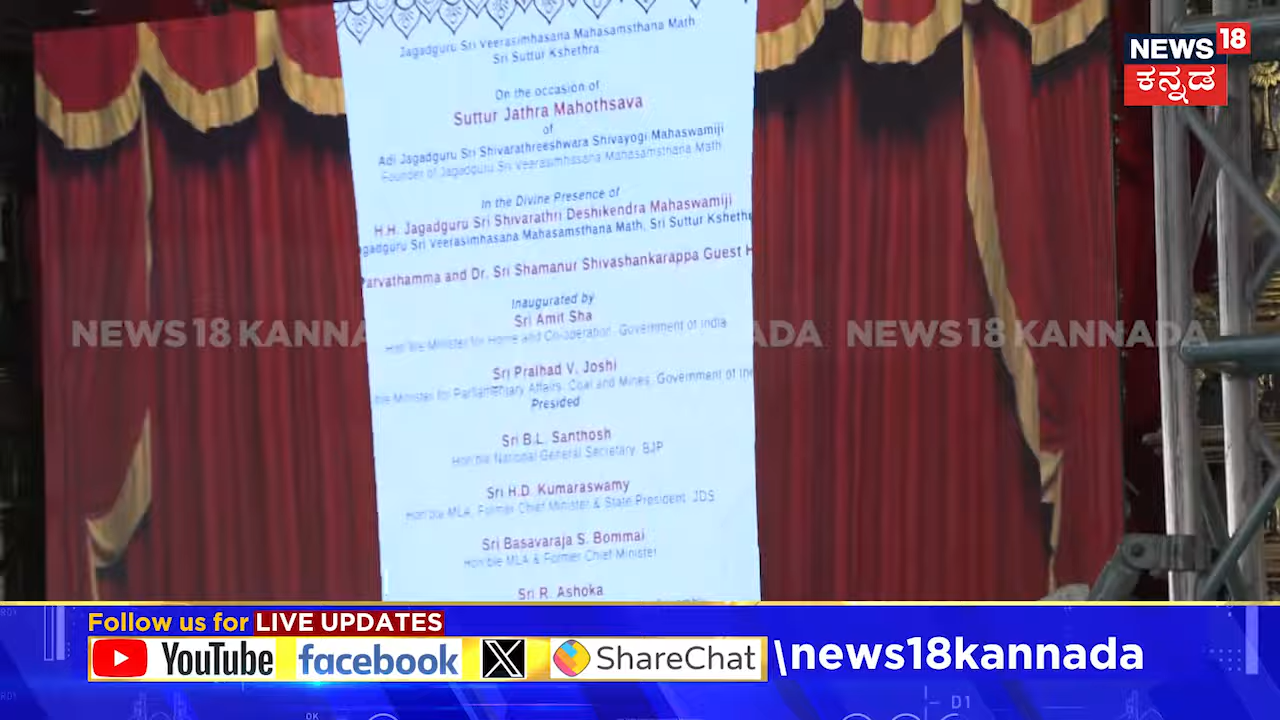 Jagadguru Sri Veerasimhasana Mahasamsthana Math
Sri Suttur Kshethra
On the occasion of
Suttur Jathra Mahothsava
of
Adi Jagadguru Sri Shivarathreeshwara Shivayogi Mahaswamiji
Founder of Jagadguru Sri Veerasimhasana Mahasamsthana Math
In the Divine Presence of
H.H. Jagadguru Sri Shivarathri Deshikendra Mahaswamiji
agadguru Sri Veerasimhasana Mahasamsthana Math, Sri Suttur Kshethr
Parvathamma and Dr. Sri Shamanur Shivashankarappa Guest H
Inaugurated by
Sri Amit Sha
Hon'ble Minister for Home and Co-operation, Government of India
Sri Pralhad V. Joshi
ble Minister for Parliamentary Affairs, Coal and Mines, Government of Ind
Presided
Sri B.L. Santhosh
Hon'ble National General Secretary, BJP
Sri H.D. Kumaraswamy
Hon'ble MLA, Former Chief Minister & State President, JDS
Sri Basavaraja S. Bommai
Hon'ble MLA & Former Chief Minister
Sri R. Ashoka
NEWS 18
ಕನ್ನಡ
NEWS18 KANNADA NEWS18 KANNADA
Follow us for LIVE UPDATES
YouTube facebook X ShareChat \news18kannada
D1